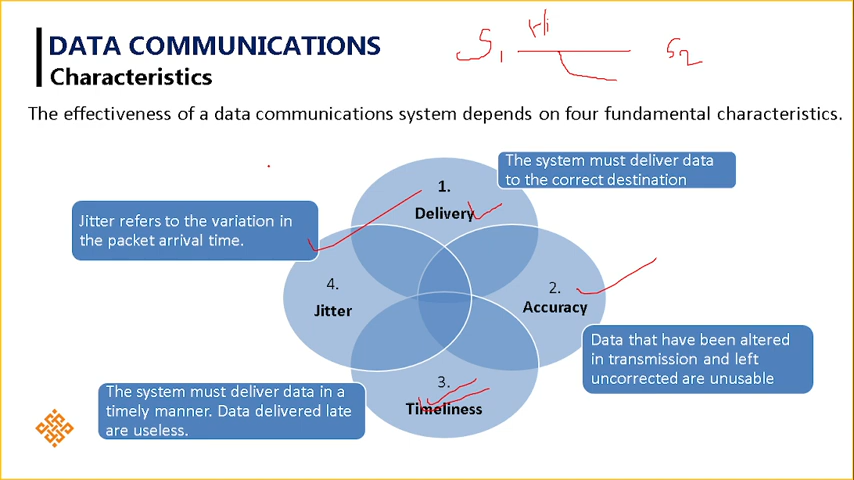 DATA COMMUNICATIONS
Characteristics
S1
S2
The effectiveness of a data communications system depends on four fundamental characteristics.
1.
Delivery
The system must deliver data
to the correct destination
Jitter refers to the variation in
the packet arrival time.
4.
Jitter
2.
Accuracy
Data that have been altered
in transmission and left
uncorrected are unusable
3.
Timeliness
The system must deliver data in a
timely manner. Data delivered late
are useless.